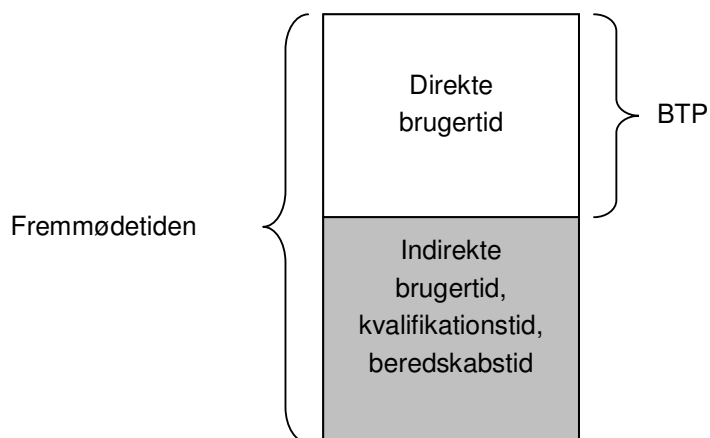 Direkte
brugertid
BTP
Fremmødetiden
Indirekte
brugertid,
kvalifikationstid,
beredskabstid